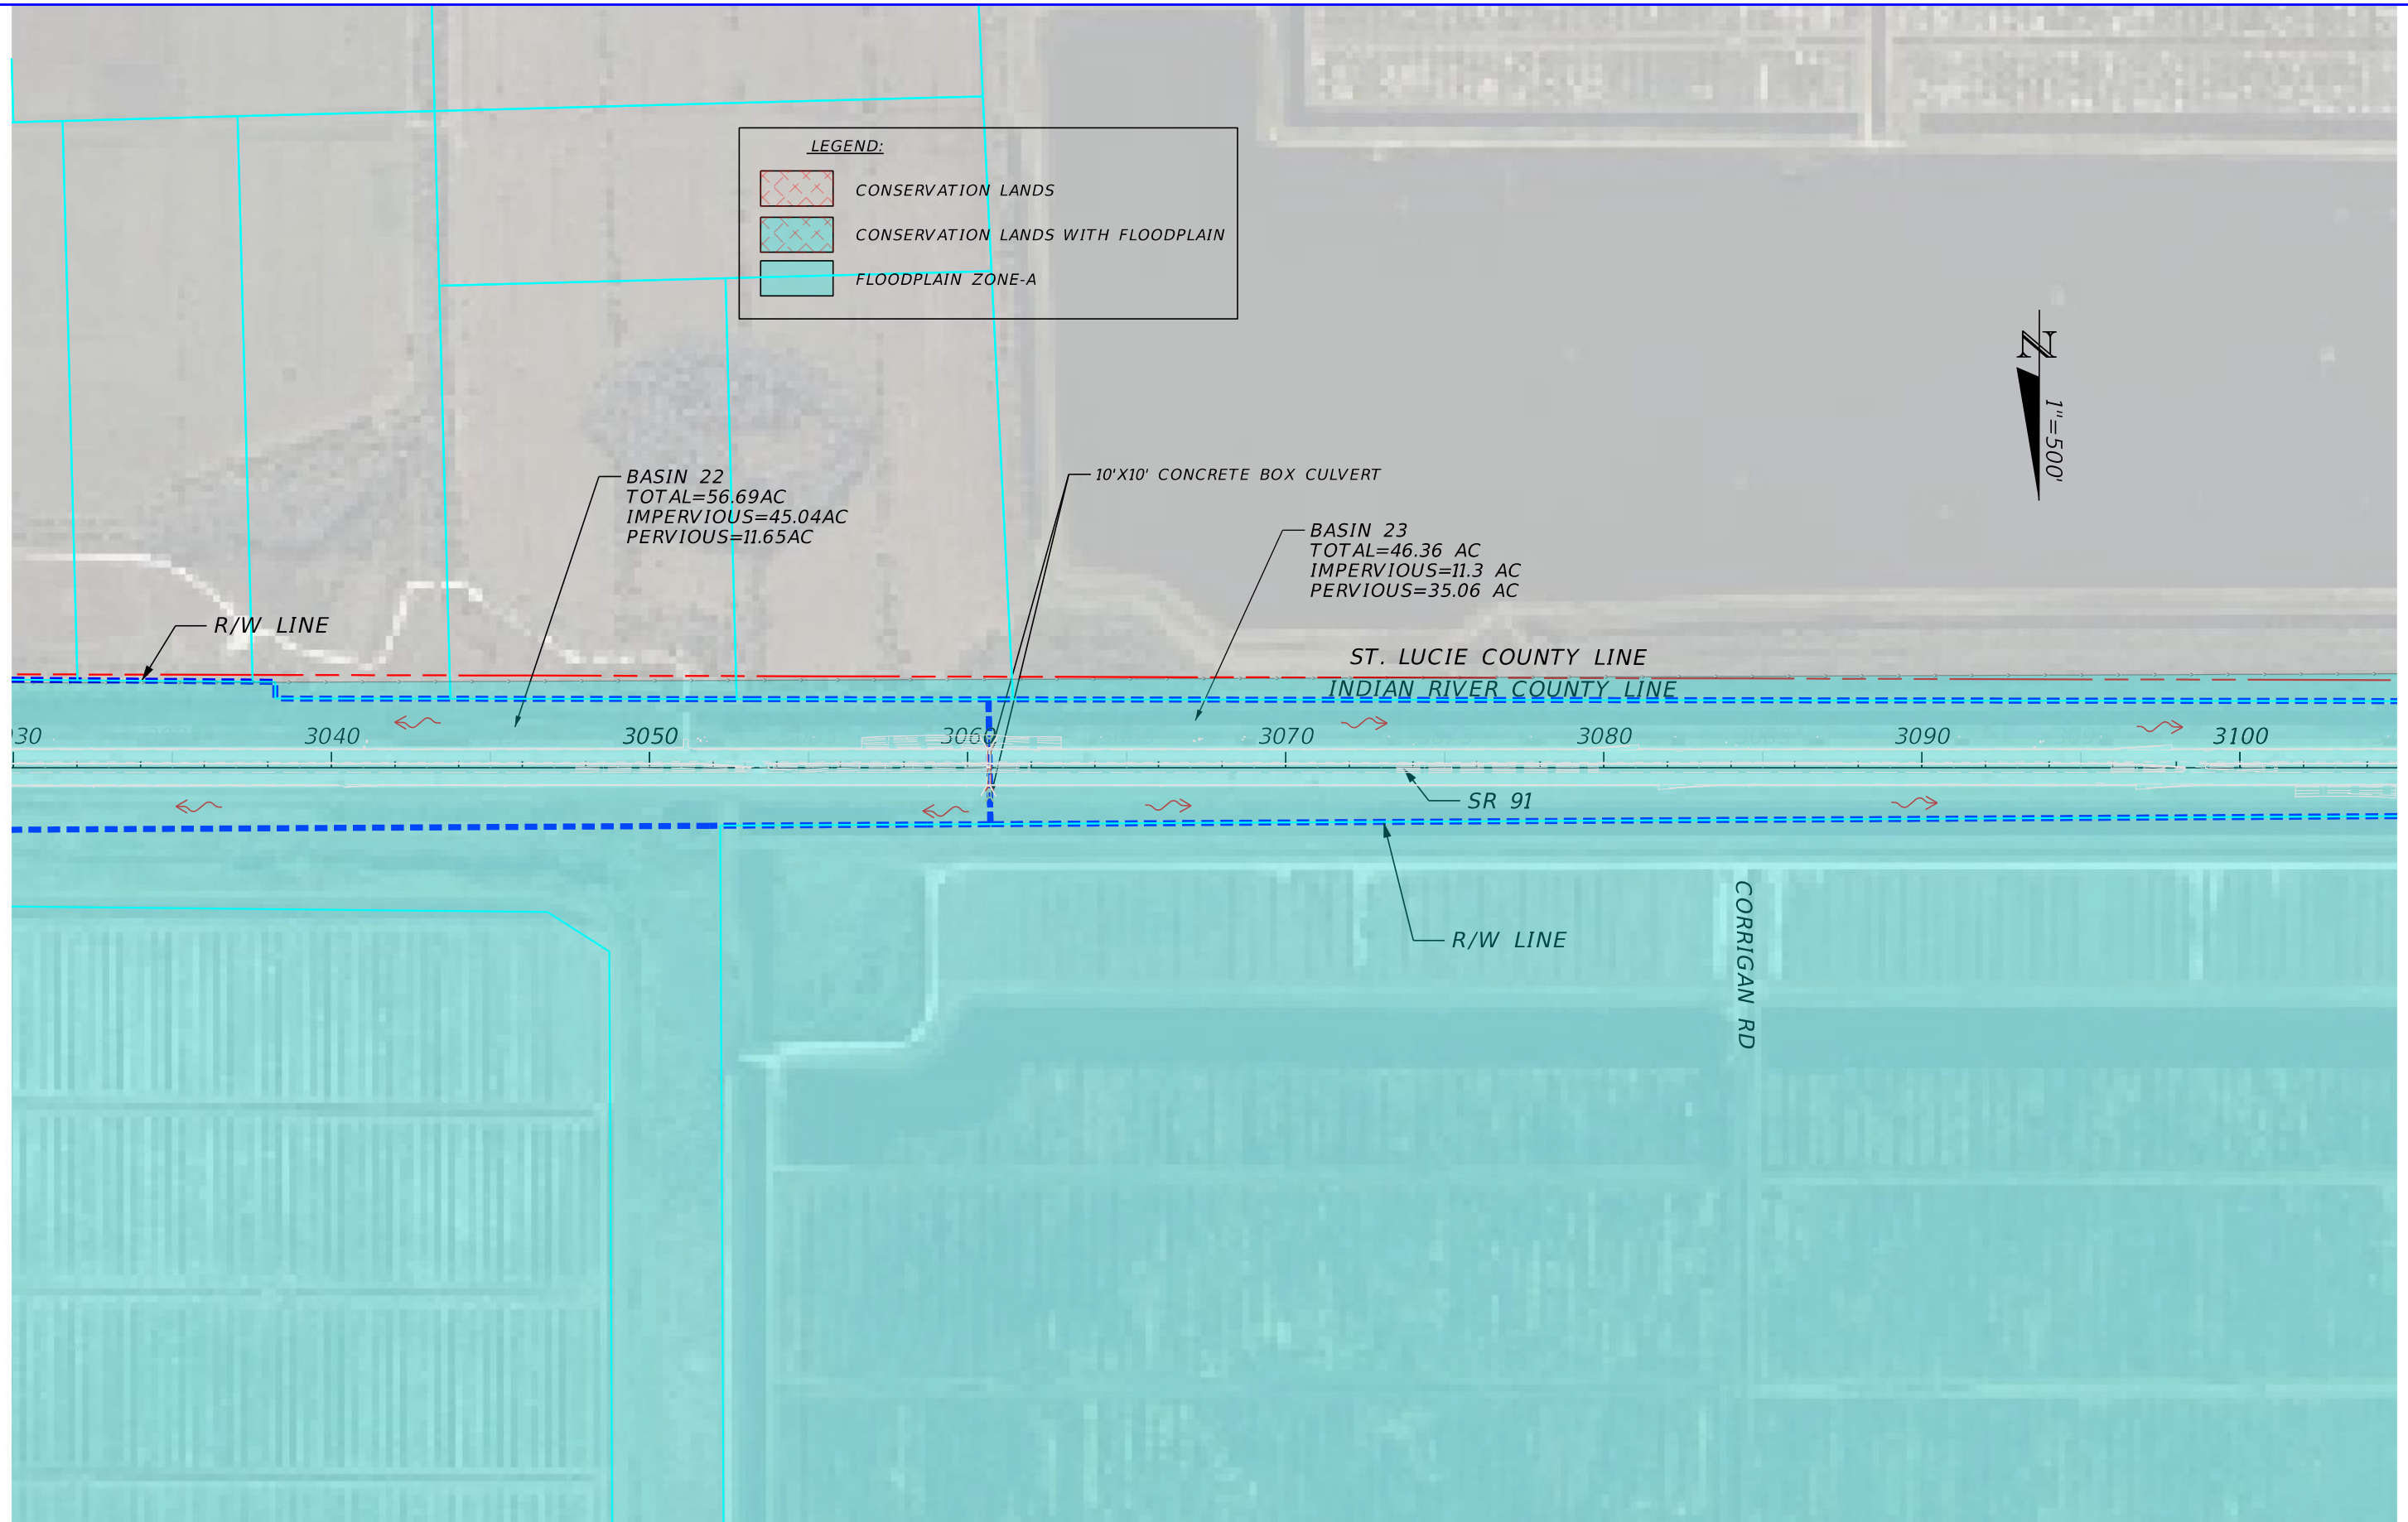 LEGEND:
CONSERVATION LANDS
CONSERVATION LANDS WITH FLOODPLAIN
FLOODPLAIN ZONE-A
N
1"=500'
BASIN 22
TOTAL=56.69AC
IMPERVIOUS=45.04AC
PERVIOUS=11.65AC
10'X10' CONCRETE BOX CULVERT
BASIN 23
TOTAL=46.36 AC
IMPERVIOUS=11.3 AC
PERVIOUS=35.06 AC
R/W LINE
ST. LUCIE COUNTY LINE
INDIAN RIVER COUNTY LINE
30 3040 3050 3060 3070 3080 3090 3100
SR 91
R/W LINE
CORRIGAN RD